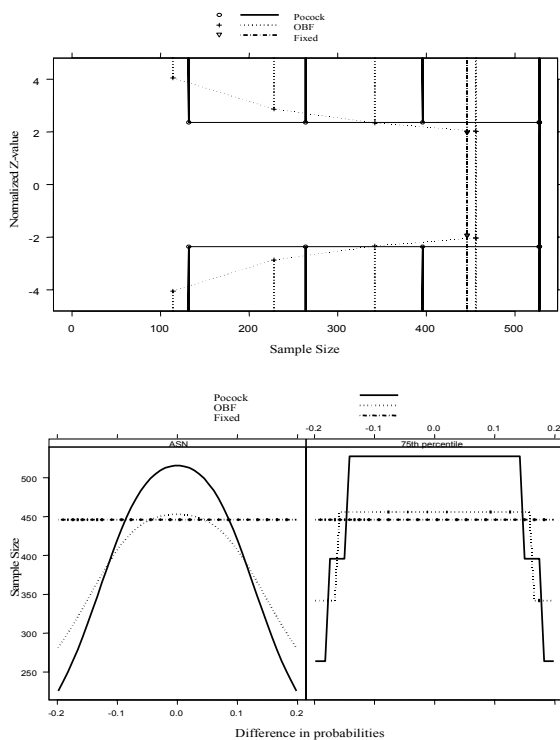 Pocock
OBF
Fixed
4
2
0
-2
-4
Normalized Z-value
0 100 200 300 400 500
Sample Size
Pocock
OBF
Fixed
-0.2 -0.1 0.0 0.1 0.2
ASN 75th percentile
500
450
400
350
300
250
Sample Size
-0.2 -0.1 0.0 0.1 0.2
Difference in probabilities